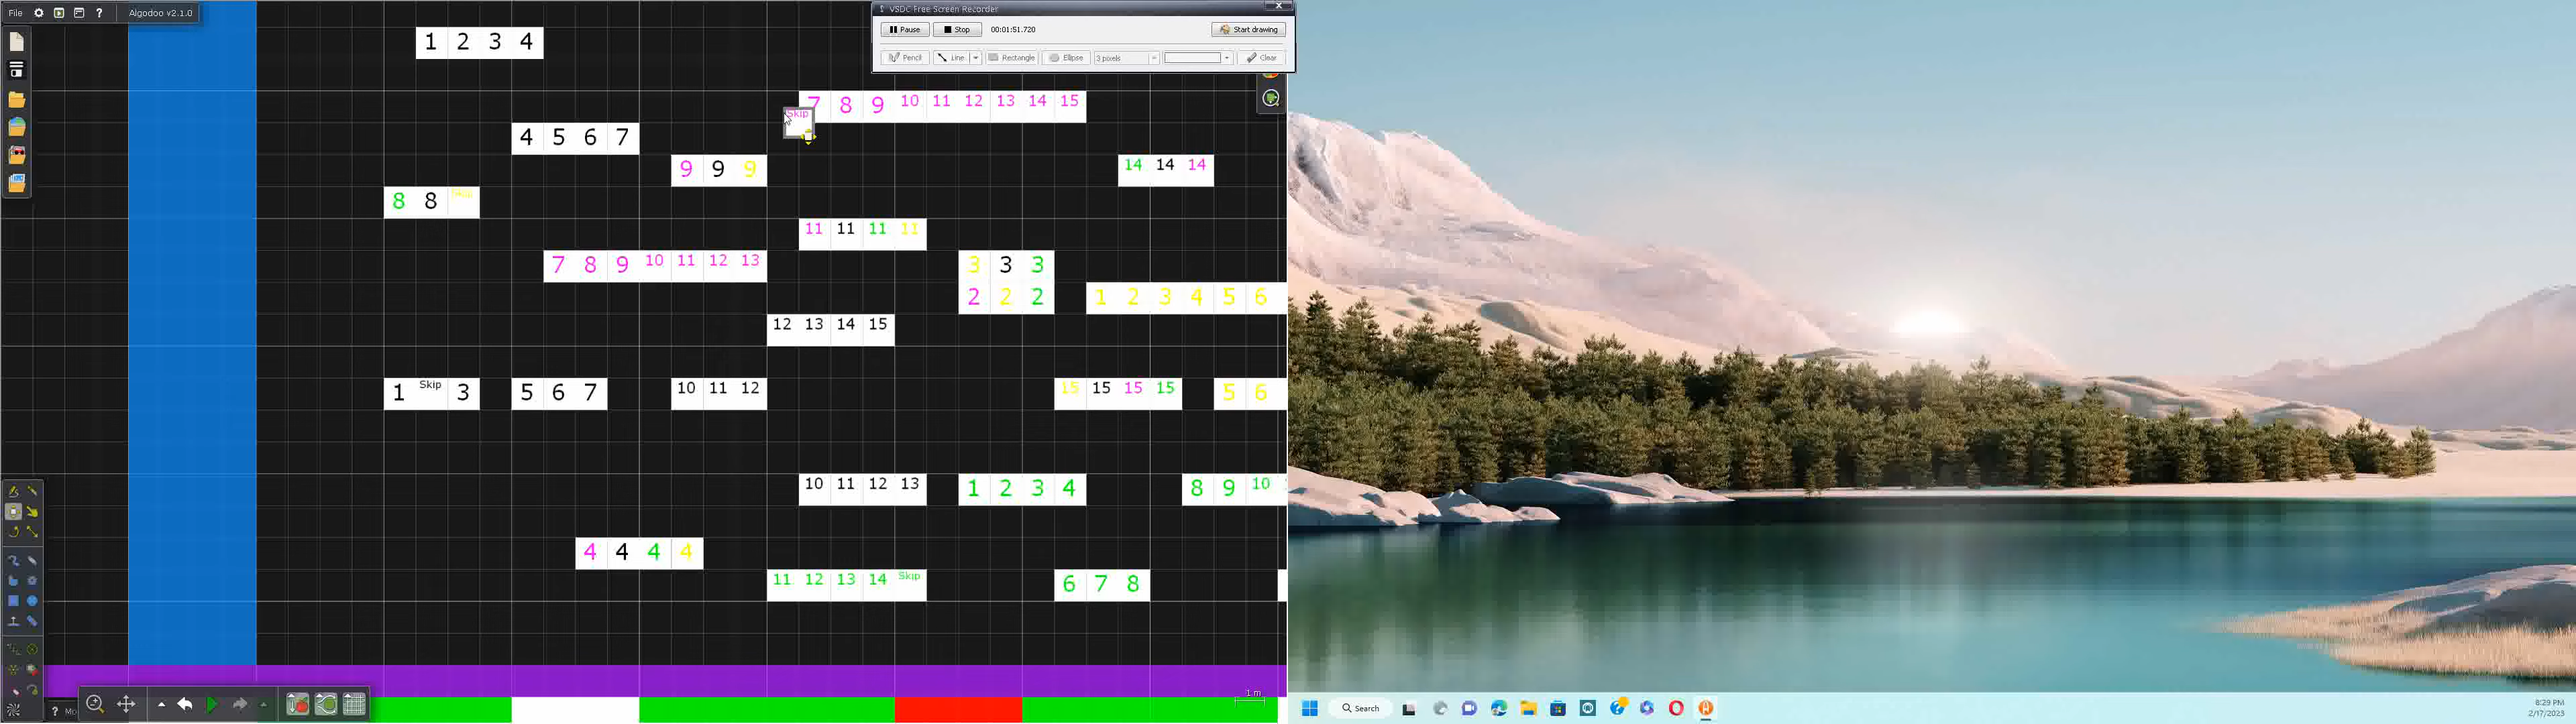 File ? Algodoo v2.1.0
VSDC Free Screen Recorder
Pause Stop 00:01:51.720 Start drawing
Pencil Line Rectangle Ellipse 3 pixels Clear
1 2 3 4
7 8 9 10 11 12 13 14 15
Skip
4 5 6 7
9 9 9
14 14 14
8 8 Skip
11 11 11 11
7 8 9 10 11 12 13
3 3 3
2 2 2
1 2 3 4 5 6
12 13 14 15
1 Skip 3
5 6 7
10 11 12
15 15 15 15
5 6
10 11 12 13
1 2 3 4
8 9 10
4 4 4 4
11 12 13 14 Skip
6 7 8
1 m
? Mo
Search
8:29 PM
2/17/2023